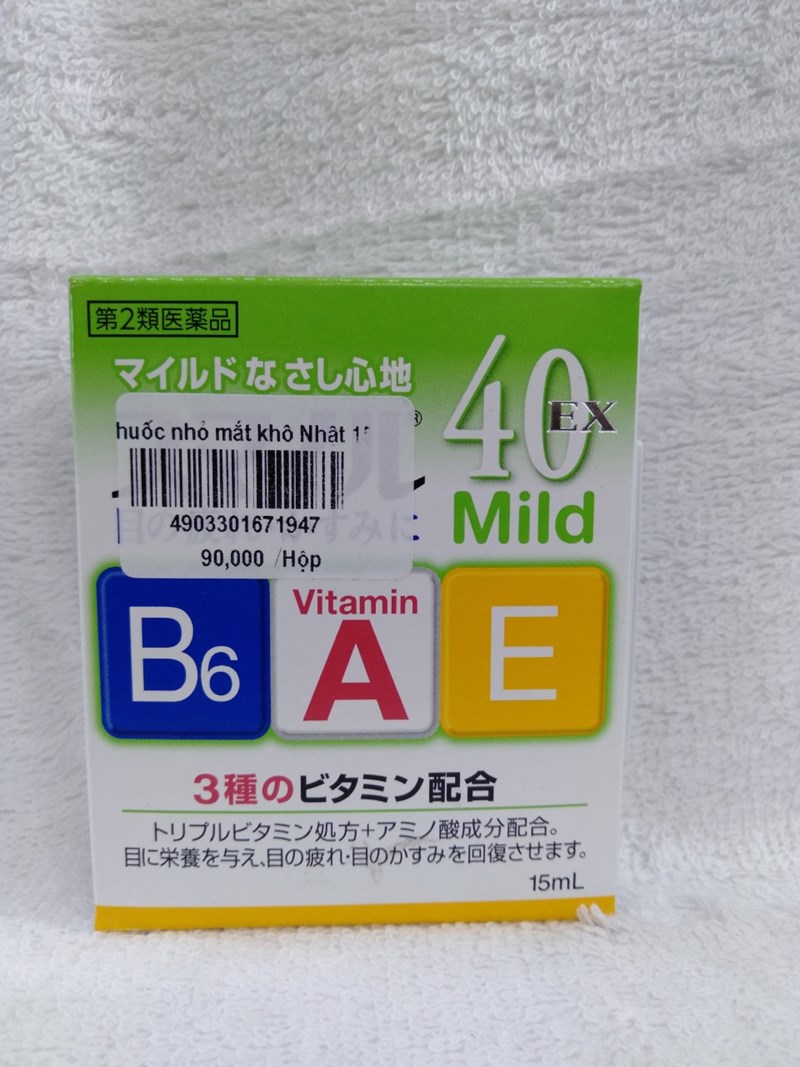 第2類医薬品
マイルドなさし心地
40 EX
Mild
®
huốc nhỏ mắt khô Nhật 15
4903301671947
90,000 /Hộp
B6
Vitamin
A
E
3種のビタミン配合
トリプルビタミン処方+アミノ酸成分配合。
目に栄養を与え、目の疲れ・目のかすみを回復させます。
15mL